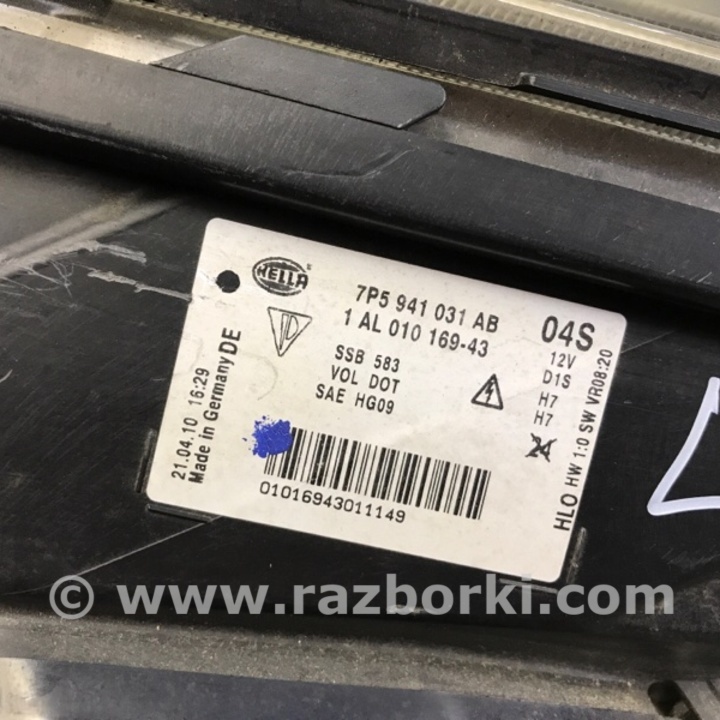 HELLA ®
7P5 941 031 AB
1 AL 010 169-43
04S
SSB 583
VOL DOT
SAE HG09
12V
D1S
H7
H7
24
21.04.10 16:29
Made in Germany DE
HLO HW 1:0 SW VR08:20
01016943011149
© www.razborki.com